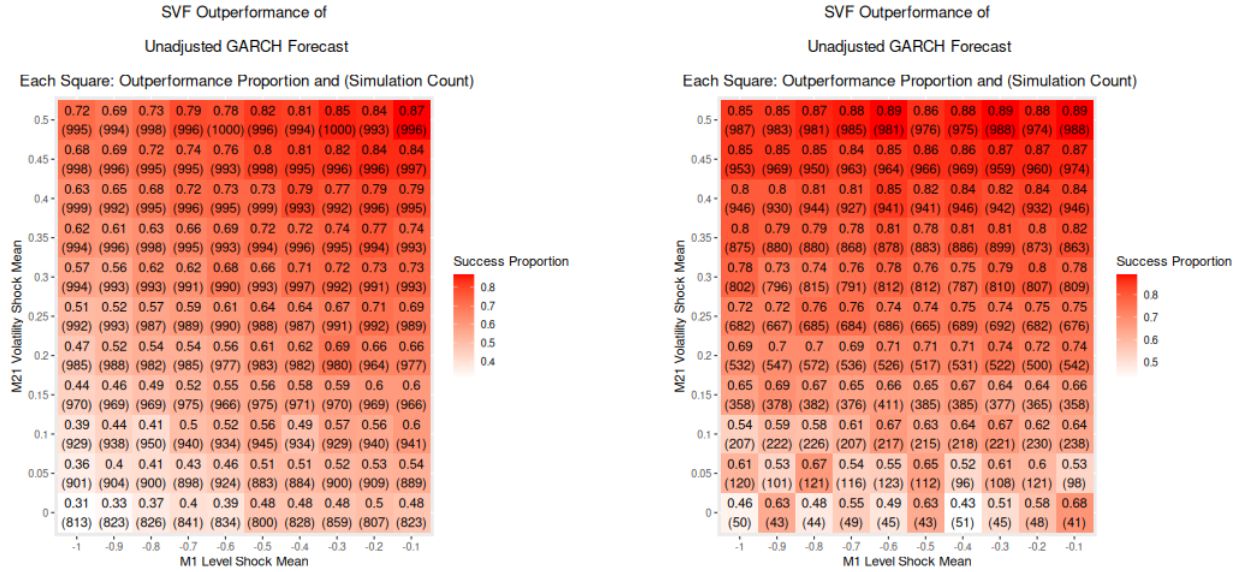 SVF Outperformance of
Unadjusted GARCH Forecast
Each Square: Outperformance Proportion and (Simulation Count)
0.5 0.72 0.69 0.73 0.79 0.78 0.82 0.81 0.85 0.84 0.87
(995) (994) (998) (996) (1000) (996) (994) (1000) (993) (996)
0.45 0.68 0.69 0.72 0.74 0.76 0.8 0.81 0.82 0.84 0.84
(998) (996) (995) (995) (993) (998) (995) (996) (996) (997)
0.4 0.63 0.65 0.68 0.72 0.73 0.73 0.79 0.77 0.79 0.79
(999) (992) (995) (996) (995) (999) (993) (992) (996) (995)
0.35 0.62 0.61 0.63 0.66 0.69 0.72 0.72 0.74 0.77 0.74
(994) (996) (998) (995) (993) (994) (996) (995) (994) (993)
0.3 0.57 0.56 0.62 0.62 0.68 0.66 0.71 0.72 0.73 0.73
(994) (993) (993) (991) (990) (993) (997) (992) (991) (993)
0.25 0.51 0.52 0.57 0.59 0.61 0.64 0.64 0.67 0.71 0.69
(992) (993) (987) (989) (990) (988) (987) (991) (992) (989)
0.2 0.47 0.52 0.54 0.54 0.56 0.61 0.62 0.69 0.66 0.66
(985) (988) (982) (985) (977) (983) (982) (980) (964) (977)
0.15 0.44 0.46 0.49 0.52 0.55 0.56 0.58 0.59 0.6 0.6
(970) (969) (969) (975) (966) (975) (971) (970) (969) (966)
0.1 0.39 0.44 0.41 0.5 0.52 0.56 0.49 0.57 0.56 0.6
(929) (938) (950) (940) (934) (945) (934) (929) (940) (941)
0.05 0.36 0.4 0.41 0.43 0.46 0.51 0.51 0.52 0.53 0.54
(901) (904) (900) (898) (924) (883) (884) (900) (909) (889)
0 0.31 0.33 0.37 0.4 0.39 0.48 0.48 0.48 0.5 0.48
(813) (823) (826) (841) (834) (800) (828) (859) (807) (823)
-1 -0.9 -0.8 -0.7 -0.6 -0.5 -0.4 -0.3 -0.2 -0.1
M1 Level Shock Mean
M21 Volatility Shock Mean
Success Proportion
0.8
0.7
0.6
0.5
0.4
SVF Outperformance of
Unadjusted GARCH Forecast
Each Square: Outperformance Proportion and (Simulation Count)
0.5 0.85 0.85 0.87 0.88 0.89 0.86 0.88 0.89 0.88 0.89
(987) (983) (981) (985) (981) (976) (975) (988) (974) (988)
0.45 0.85 0.85 0.85 0.84 0.85 0.86 0.86 0.87 0.87 0.87
(953) (969) (950) (963) (964) (966) (969) (959) (960) (974)
0.4 0.8 0.8 0.81 0.81 0.85 0.82 0.84 0.82 0.84 0.84
(946) (930) (944) (927) (941) (941) (946) (942) (932) (946)
0.35 0.8 0.79 0.79 0.78 0.81 0.78 0.81 0.81 0.8 0.82
(875) (880) (880) (868) (878) (883) (886) (899) (873) (863)
0.3 0.78 0.73 0.74 0.76 0.78 0.76 0.75 0.79 0.8 0.78
(802) (796) (815) (791) (812) (812) (787) (810) (807) (809)
0.25 0.72 0.72 0.76 0.76 0.74 0.74 0.75 0.74 0.75 0.75
(682) (667) (685) (684) (686) (665) (689) (692) (682) (676)
0.2 0.69 0.7 0.7 0.69 0.71 0.71 0.74 0.74 0.72 0.74
(532) (547) (572) (536) (526) (517) (531) (522) (500) (542)
0.15 0.65 0.69 0.67 0.65 0.66 0.65 0.67 0.64 0.64 0.66
(358) (378) (382) (376) (411) (385) (385) (377) (365) (358)
0.1 0.54 0.59 0.58 0.61 0.67 0.63 0.64 0.67 0.62 0.64
(207) (222) (226) (207) (217) (215) (218) (221) (230) (238)
0.05 0.61 0.53 0.67 0.54 0.55 0.65 0.52 0.61 0.6 0.53
(120) (101) (121) (116) (123) (112) (96) (108) (121) (98)
0 0.46 0.63 0.48 0.55 0.49 0.63 0.43 0.51 0.58 0.68
(50) (43) (44) (49) (45) (43) (51) (45) (48) (41)
-1 -0.9 -0.8 -0.7 -0.6 -0.5 -0.4 -0.3 -0.2 -0.1
M1 Level Shock Mean
M21 Volatility Shock Mean
Success Proportion
0.8
0.7
0.6
0.5